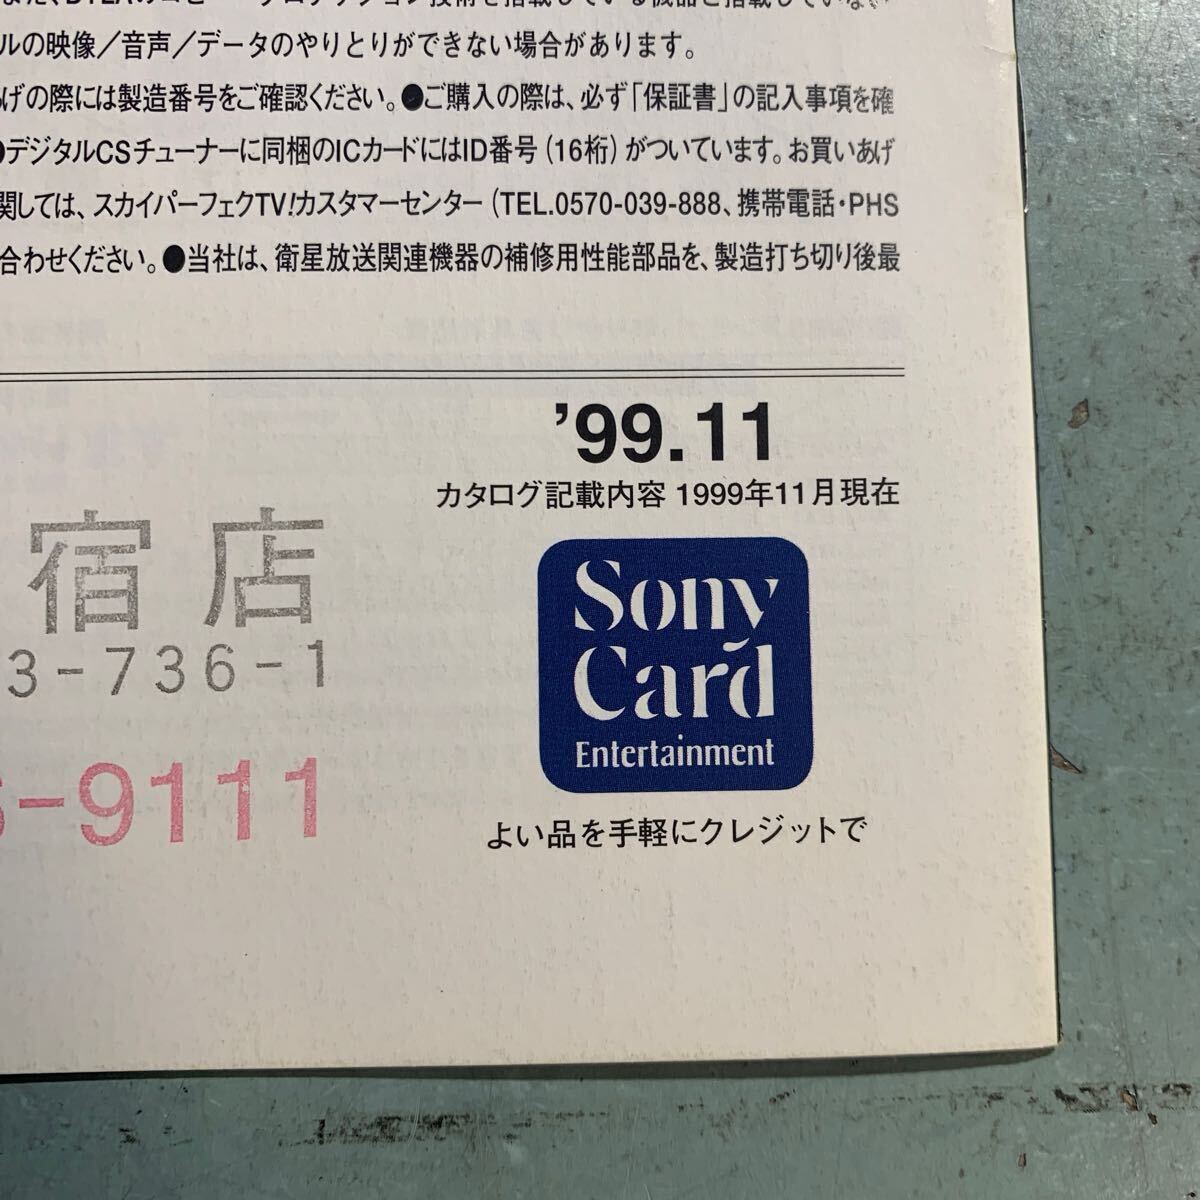 ルの映像／音声／データのやりとりができない場合があります。
あげの際には製造番号をご確認ください。●ご購入の際は、必ず「保証書」の記入事項を確
●デジタルCSチューナーに同梱のICカードにはID番号（16桁）がついています。お買いあげ
関しては、スカイパーフェクTV!カスタマーセンター（TEL.0570-039-888、携帯電話・PHS
合わせください。●当社は、衛星放送関連機器の補修用性能部品を、製造打ち切り後最
'99.11
カタログ記載内容 1999年11月現在
宿店
3-736-1
-9111
Sony
Card
Entertainment
よい品を手軽にクレジットで